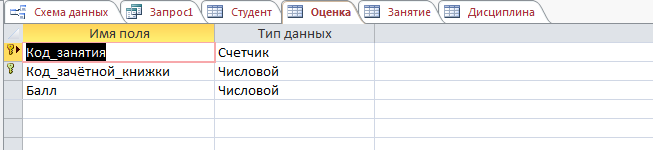 Схема данных Запрос1 Студент Оценка Занятие Дисциплина
Имя поля Тип данных
Код_занятия Счетчик
Код_зачётной_книжки Числовой
Балл Числовой